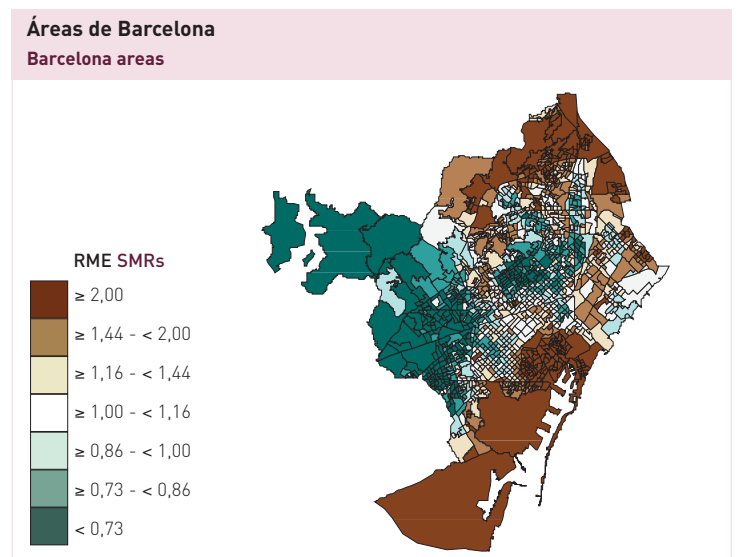 Áreas de Barcelona
Barcelona areas
RME SMRs
≥ 2,00
≥ 1,44 - < 2,00
≥ 1,16 - < 1,44
≥ 1,00 - < 1,16
≥ 0,86 - < 1,00
≥ 0,73 - < 0,86
< 0,73